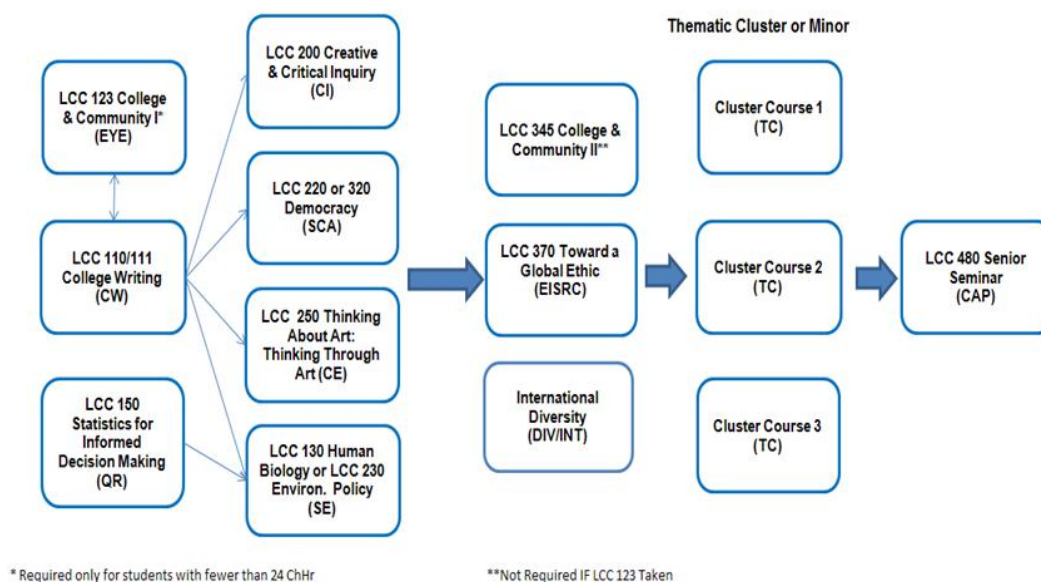 LCC 123 College
& Community I*
(EYE)
LCC 110/111
College Writing
(CW)
LCC 150
Statistics for
Informed
Decision Making
(QR)
LCC 200 Creative
& Critical Inquiry
(CI)
LCC 220 or 320
Democracy
(SCA)
LCC 250 Thinking
About Art:
Thinking Through
Art (CE)
LCC 130 Human
Biology or LCC 230
Environ. Policy
(SE)
LCC 345 College &
Community II**
LCC 370 Toward a
Global Ethic
(EISRC)
International
Diversity
(DIV/INT)
Thematic Cluster or Minor
Cluster Course 1
(TC)
Cluster Course 2
(TC)
Cluster Course 3
(TC)
LCC 480 Senior
Seminar
(CAP)
* Required only for students with fewer than 24 ChHr
**Not Required IF LCC 123 Taken